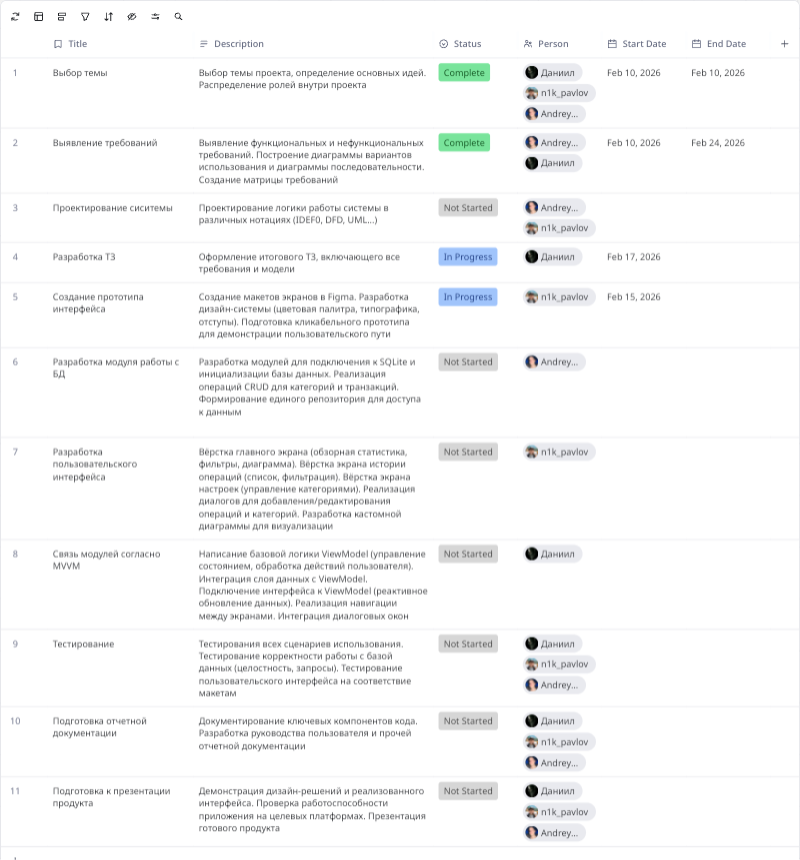 Title Description Status Person Start Date End Date
1 Выбор темы Выбор темы проекта, определение основных идей. Complete Даниил Feb 10, 2026 Feb 10, 2026
Распределение ролей внутри проекта n1k_pavlov
Andrey...
2 Выявление требований Выявление функциональных и нефункциональных Complete Andrey... Feb 10, 2026 Feb 24, 2026
требований. Построение диаграммы вариантов Даниил
использования и диаграммы последовательности.
Создание матрицы требований
3 Проектирование сиситемы Проектирование логики работы системы в Not Started Andrey...
различных нотациях (IDEF0, DFD, UML...) n1k_pavlov
4 Разработка ТЗ Оформление итогового ТЗ, включающего все In Progress Даниил Feb 17, 2026
требования и модели
5 Создание прототипа Создание макетов экранов в Figma. Разработка In Progress n1k_pavlov Feb 15, 2026
интерфейса дизайн-системы (цветовая палитра, типографика,
отступы). Подготовка кликабельного прототипа
для демонстрации пользовательского пути
6 Разработка модуля работы с Разработка модулей для подключения к SQLite и Not Started Andrey...
БД инициализации базы данных. Реализация
операций CRUD для категорий и транзакций.
Формирование единого репозитория для доступа
к данным
7 Разработка Вёрстка главного экрана (обзорная статистика, Not Started n1k_pavlov
пользовательского фильтры, диаграмма). Вёрстка экрана истории
интерфейса операций (список, фильтрация). Вёрстка экрана
настроек (управление категориями). Реализация
диалогов для добавления/редактирования
операций и категорий. Разработка кастомной
диаграммы для визуализации
8 Связь модулей согласно Написание базовой логики ViewModel (управление Not Started Даниил
MVVM состоянием, обработка действий пользователя).
Интеграция слоя данных с ViewModel.
Подключение интерфейса к ViewModel (реактивное
обновление данных). Реализация навигации
между экранами. Интеграция диалоговых окон
9 Тестирование Тестирования всех сценариев использования. Not Started Даниил
Тестирование корректности работы с базой n1k_pavlov
данных (целостность, запросы). Тестирование
пользовательского интерфейса на соответствие Andrey...
макетам
10 Подготовка отчетной Документирование ключевых компонентов кода. Not Started Даниил
документации Разработка руководства пользователя и прочей n1k_pavlov
отчетной документации Andrey...
11 Подготовка к презентации Демонстрация дизайн-решений и реализованного Not Started Даниил
продукта интерфейса. Проверка работоспособности n1k_pavlov
приложения на целевых платформах. Презентация
готового продукта Andrey...